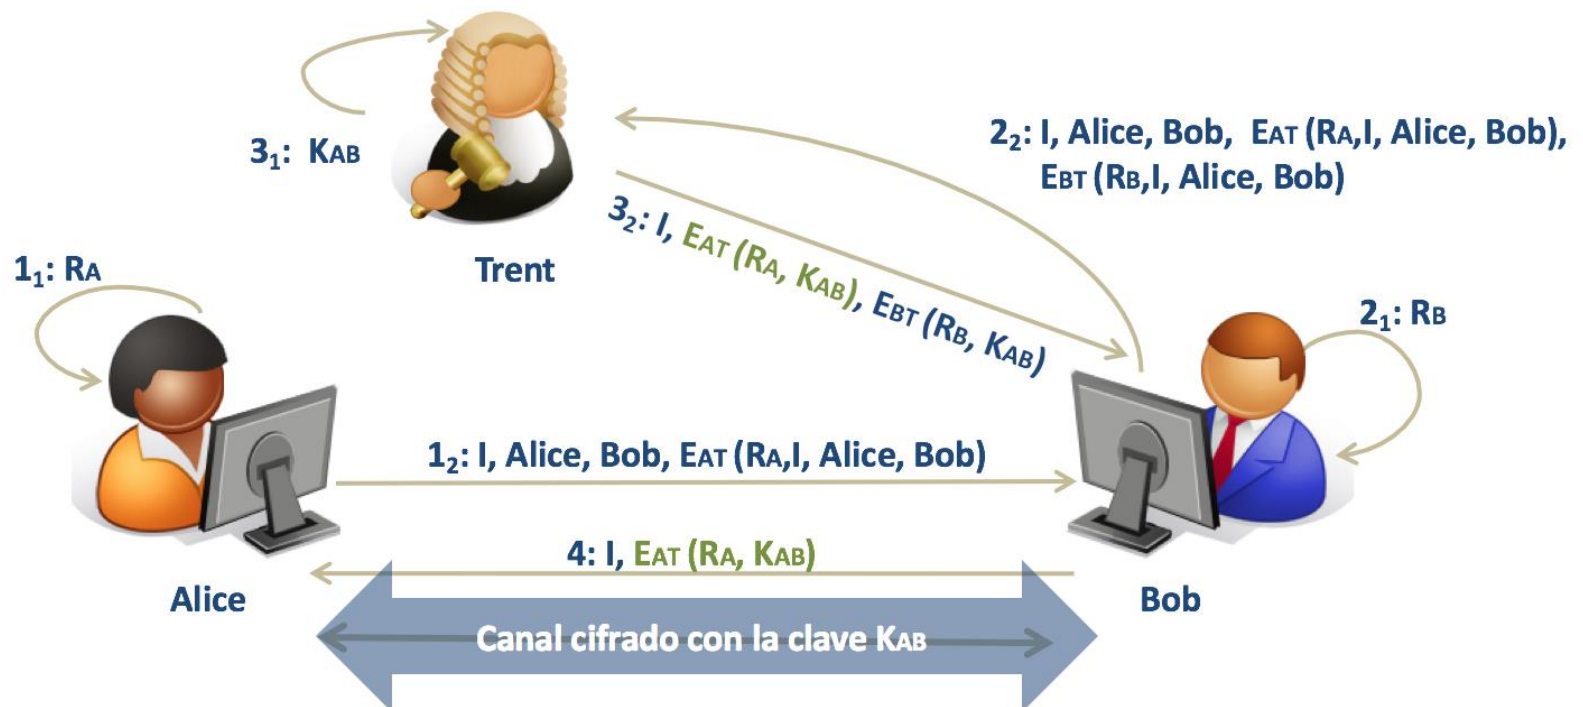 3₁: KAB
Trent
2₂: I, Alice, Bob, EAT (RA,I, Alice, Bob),
EBT (RB,I, Alice, Bob)
3₂: I, EAT (RA, KAB), EBT (RB, KAB)
1₁: RA
2₁: RB
1₂: I, Alice, Bob, EAT (RA,I, Alice, Bob)
4: I, EAT (RA, KAB)
Alice
Bob
Canal cifrado con la clave KAB